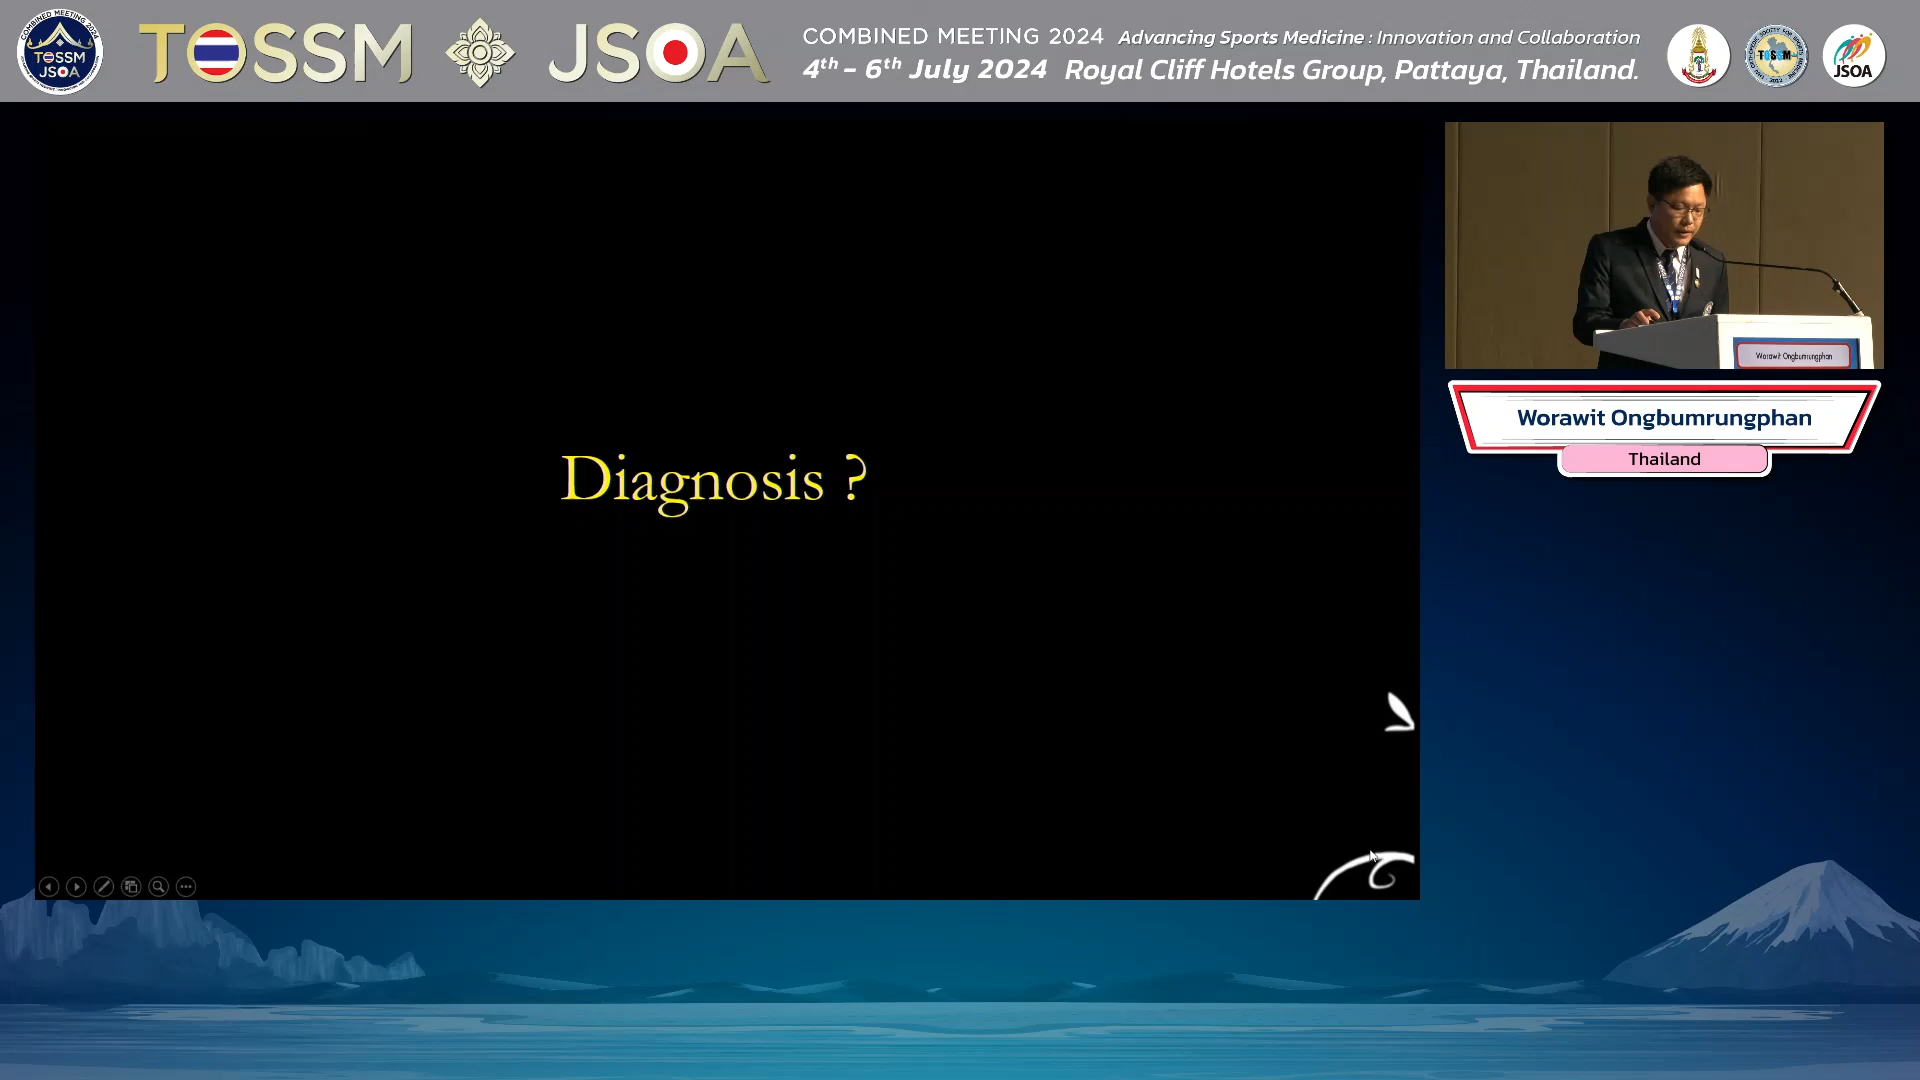 COMBINED MEETING 2024
TOSSM
JSOA
TOSSM JSOA
COMBINED MEETING 2024 Advancing Sports Medicine : Innovation and Collaboration
4th - 6th July 2024 Royal Cliff Hotels Group, Pattaya, Thailand.
TOSSM
JSOA
Diagnosis ?
Worawit Ongbumrungphan
Worawit Ongbumrungphan
Thailand